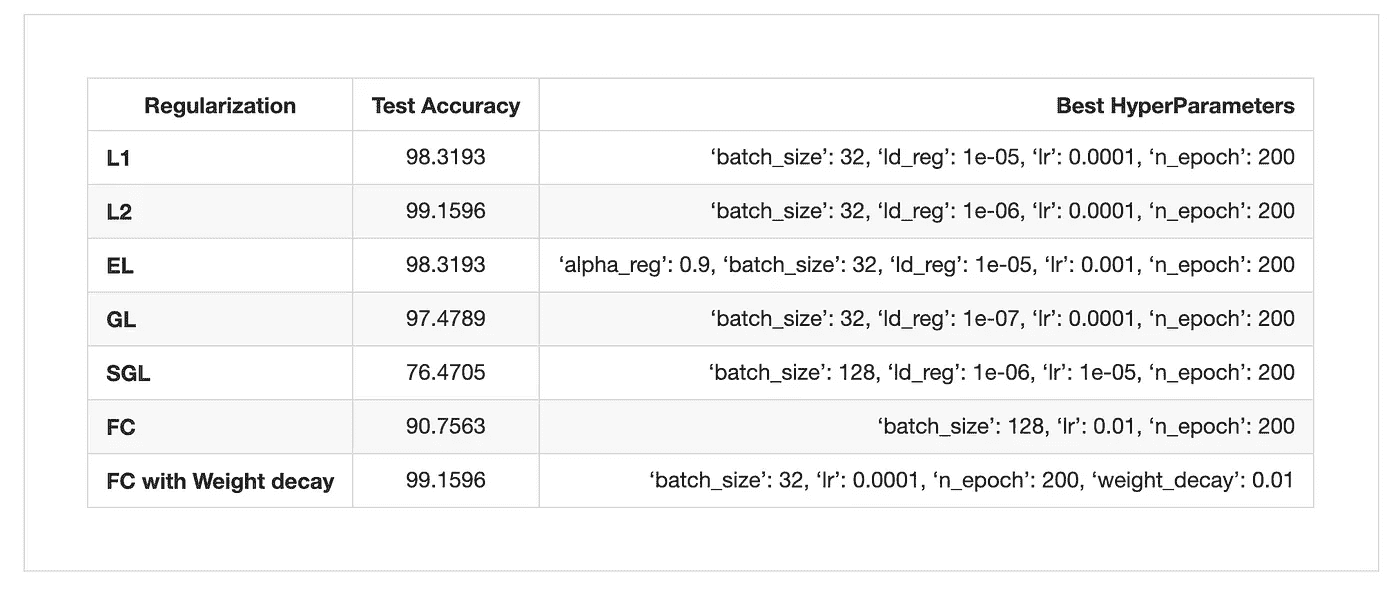 Regularization Test Accuracy Best HyperParameters
L1 98.3193 ‘batch_size’: 32, ‘ld_reg’: 1e-05, ‘lr’: 0.0001, ‘n_epoch’: 200
L2 99.1596 ‘batch_size’: 32, ‘ld_reg’: 1e-06, ‘lr’: 0.0001, ‘n_epoch’: 200
EL 98.3193 ‘alpha_reg’: 0.9, ‘batch_size’: 32, ‘ld_reg’: 1e-05, ‘lr’: 0.001, ‘n_epoch’: 200
GL 97.4789 ‘batch_size’: 32, ‘ld_reg’: 1e-07, ‘lr’: 0.0001, ‘n_epoch’: 200
SGL 76.4705 ‘batch_size’: 128, ‘ld_reg’: 1e-06, ‘lr’: 1e-05, ‘n_epoch’: 200
FC 90.7563 ‘batch_size’: 128, ‘lr’: 0.01, ‘n_epoch’: 200
FC with Weight decay 99.1596 ‘batch_size’: 32, ‘lr’: 0.0001, ‘n_epoch’: 200, ‘weight_decay’: 0.01